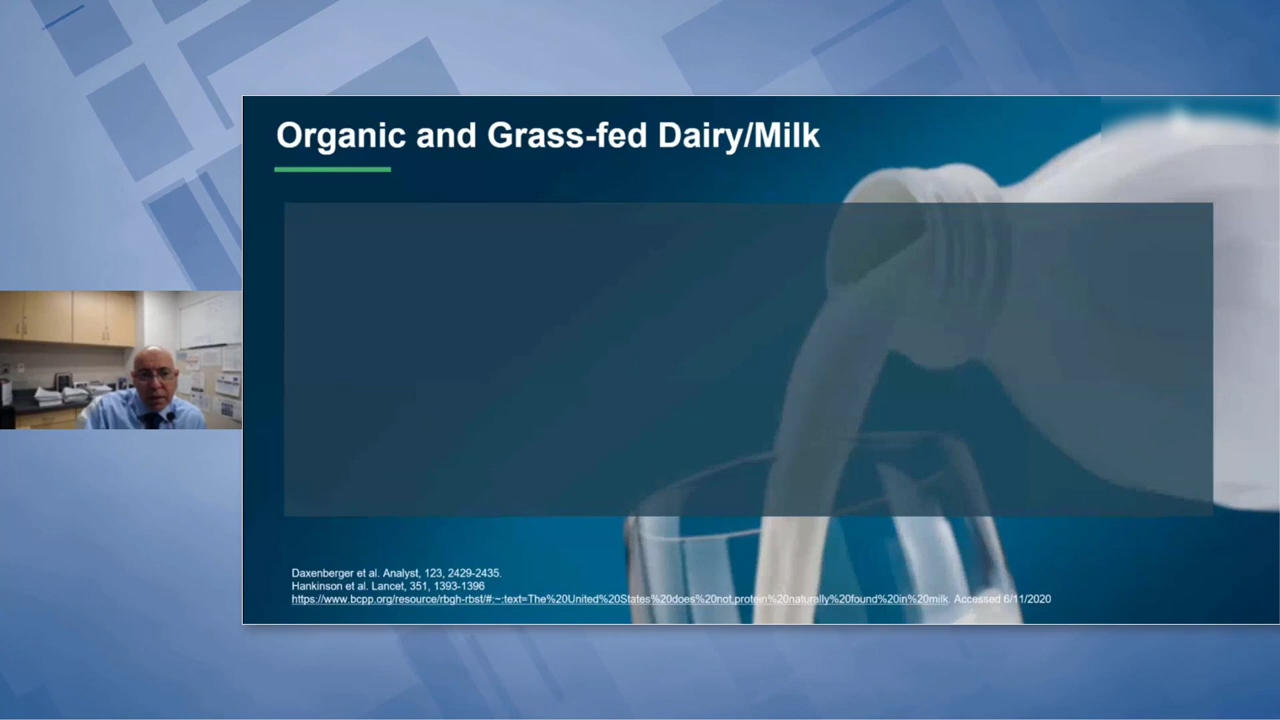 Organic and Grass-fed Dairy/Milk
Daxenberger et al. Analyst, 123, 2429-2435.
Hankinson et al. Lancet, 351, 1393-1396
https://www.bcpp.org/resource/rbgh-rbst/#:~:text=The%20United%20States%20does%20not,protein%20naturally%20found%20in%20milk. Accessed 6/11/2020